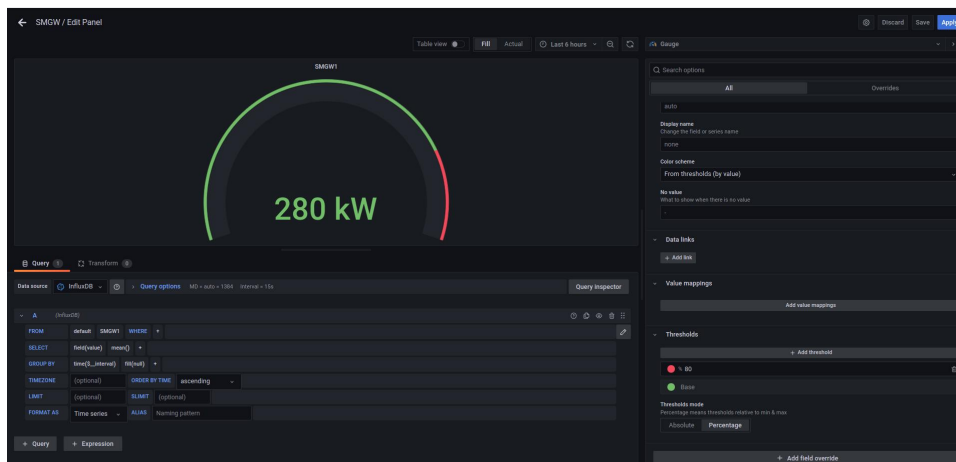 SMGW / Edit Panel
Discard Save Apply
Table view Fill Actual Last 6 hours
Gauge
SMGW1
280 kW
Search options
All Overrides
auto
Display name
Change the field or series name
none
Color scheme
From thresholds (by value)
No value
What to show when there is no value
-
Data links
+ Add link
Value mappings
Add value mappings
Thresholds
+ Add threshold
% 80
Base
Thresholds mode
Percentage means thresholds relative to min & max
Absolute Percentage
+ Add field override
Query 1 Transform 0
Data source InfluxDB > Query options MD = auto = 1384 Interval = 15s Query inspector
A (InfluxDB)
FROM default SMGW1 WHERE +
SELECT field(value) mean() +
GROUP BY time($__interval) fill(null) +
TIMEZONE (optional) ORDER BY TIME ascending
LIMIT (optional) SLIMIT (optional)
FORMAT AS Time series ALIAS Naming pattern
+ Query + Expression